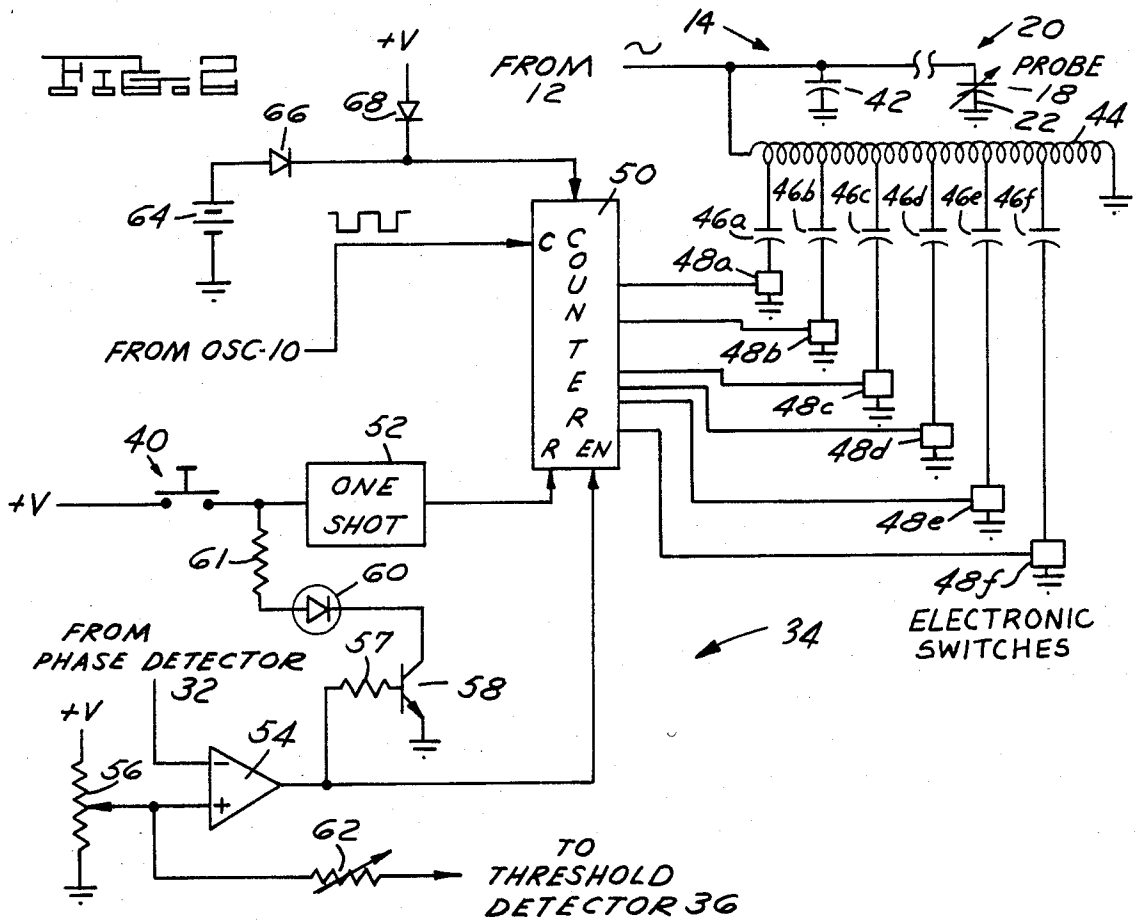 FIG.2
+V
FROM
12
14
20
PROBE
18
22
42
44
68
66
64
50
46a
46b
46c
46d
46e
46f
C
COUNTER
R EN
48a
48b
48c
48d
48e
48f
ELECTRONIC
SWITCHES
FROM OSC-10
40
52
+V
ONE
SHOT
61
60
34
FROM
PHASE DETECTOR
32
57
58
+V
54
56
-
+
62
TO
THRESHOLD
DETECTOR 36